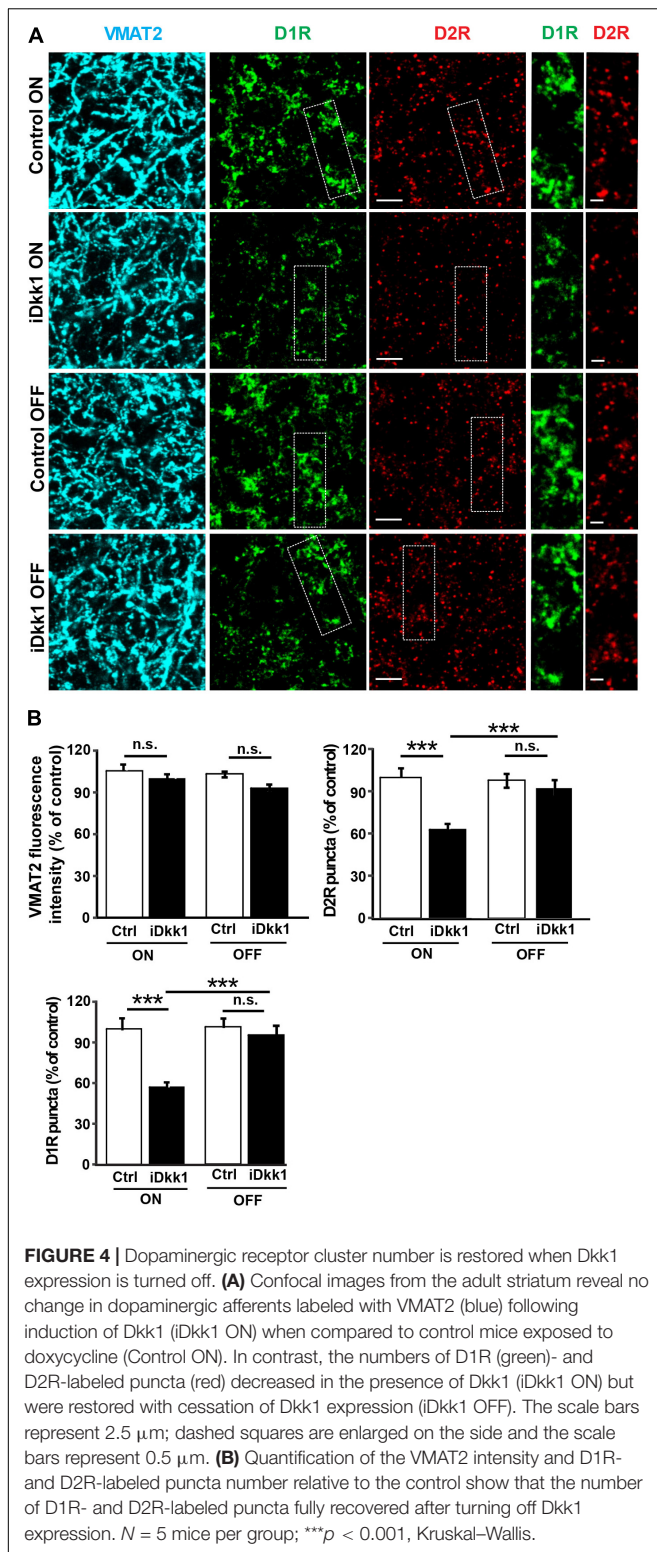 A
VMAT2 D1R D2R D1R D2R
Control ON
iDkk1 ON
Control OFF
iDkk1 OFF
B
VMAT2 fluorescence
intensity (% of control)
120
90
60
30
0
n.s.
n.s.
Ctrl iDkk1 Ctrl iDkk1
ON OFF
D2R puncta (% of control)
120
90
60
30
0
***
***
n.s.
Ctrl iDkk1 Ctrl iDkk1
ON OFF
D1R puncta (% of control)
120
90
60
30
0
***
***
n.s.
Ctrl iDkk1 Ctrl iDkk1
ON OFF
FIGURE 4 | Dopaminergic receptor cluster number is restored when Dkk1
expression is turned off. (A) Confocal images from the adult striatum reveal no
change in dopaminergic afferents labeled with VMAT2 (blue) following
induction of Dkk1 (iDkk1 ON) when compared to control mice exposed to
doxycycline (Control ON). In contrast, the numbers of D1R (green)- and
D2R-labeled puncta (red) decreased in the presence of Dkk1 (iDkk1 ON) but
were restored with cessation of Dkk1 expression (iDkk1 OFF). The scale bars
represent 2.5 μm; dashed squares are enlarged on the side and the scale
bars represent 0.5 μm. (B) Quantification of the VMAT2 intensity and D1R-
and D2R-labeled puncta number relative to the control show that the number
of D1R- and D2R-labeled puncta fully recovered after turning off Dkk1
expression. N = 5 mice per group; ***p < 0.001, Kruskal–Wallis.